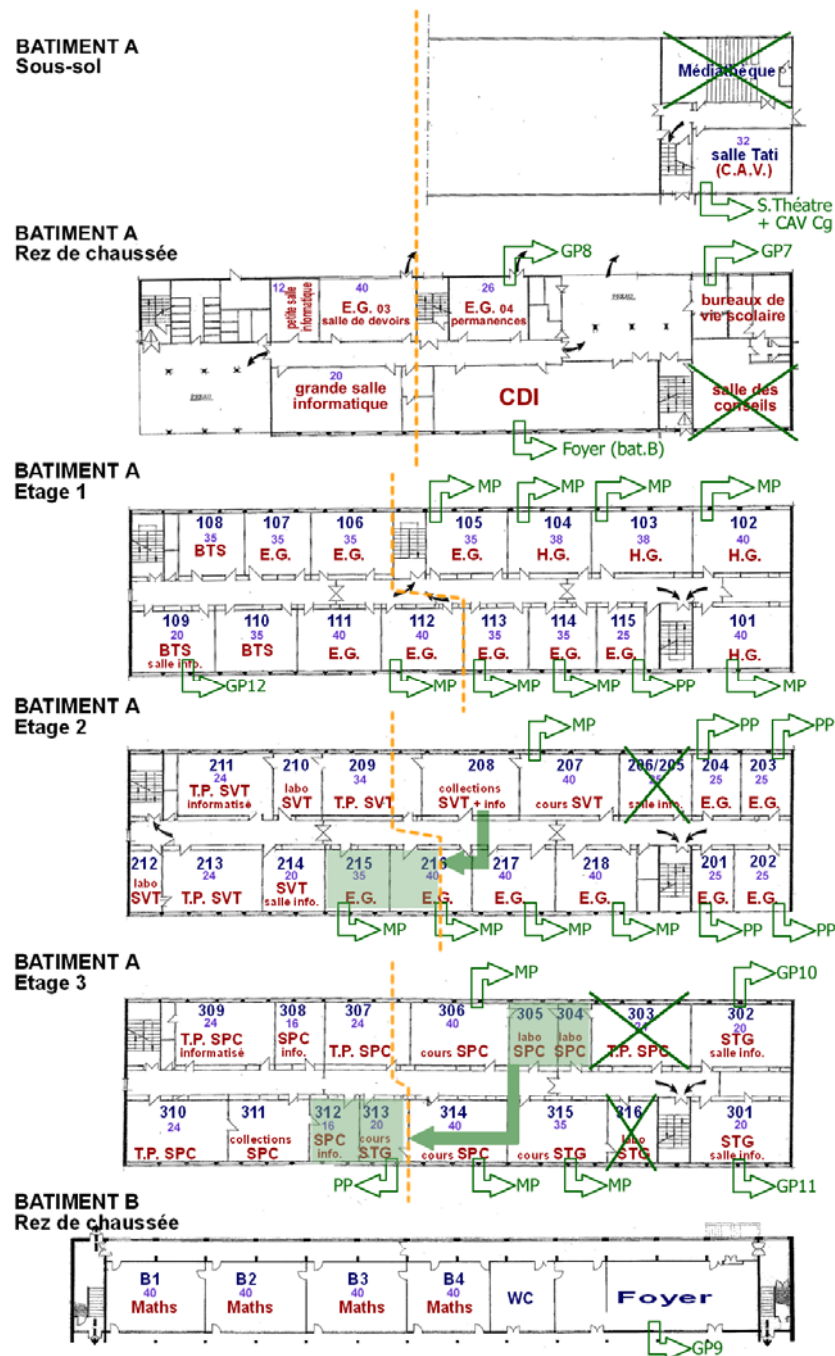 BATIMENT A
Sous-sol
Médiathèque
32
salle Tati
(C.A.V.)
S.Théatre
+ CAV Cg
BATIMENT A
Rez de chaussée
GP8
GP7
12
petite salle
informatique
40
E.G. 03
salle de devoirs
26
E.G. 04
permanences
PREAU
bureaux de
vie scolaire
PREAU
20
grande salle
informatique
CDI
salle des
conseils
Foyer (bat.B)
BATIMENT A
Etage 1
MP
MP
MP
MP
108
35
BTS
107
35
E.G.
106
35
E.G.
105
35
E.G.
104
38
H.G.
103
38
H.G.
102
40
H.G.
109
20
BTS
salle info.
110
35
BTS
111
40
E.G.
112
40
E.G.
113
35
E.G.
114
35
E.G.
115
25
E.G.
101
40
H.G.
GP12
MP
MP
MP
PP
MP
BATIMENT A
Etage 2
MP
PP
PP
211
24
T.P. SVT
informatisé
210
labo
SVT
209
34
T.P. SVT
208
collections
SVT + info
207
40
cours SVT
206/205
25
salle info.
204
25
E.G.
203
25
E.G.
212
labo
SVT
213
24
T.P. SVT
214
20
SVT
salle info.
215
35
E.G.
216
40
E.G.
217
40
E.G.
218
40
E.G.
201
25
E.G.
202
25
E.G.
MP
MP
MP
MP
PP
PP
BATIMENT A
Etage 3
MP
GP10
309
24
T.P. SPC
informatisé
308
16
SPC
info.
307
24
T.P. SPC
306
40
cours SPC
305
labo
SPC
304
labo
SPC
303
24
T.P. SPC
302
STG
20
salle info.
310
24
T.P. SPC
311
collections
SPC
312
16
SPC
info.
313
20
cours
STG
314
40
cours SPC
315
35
cours STG
316
labo
STG
301
20
STG
salle info.
PP
MP
MP
GP11
BATIMENT B
Rez de chaussée
B1
40
Maths
B2
40
Maths
B3
40
Maths
B4
40
Maths
WC
Foyer
GP9